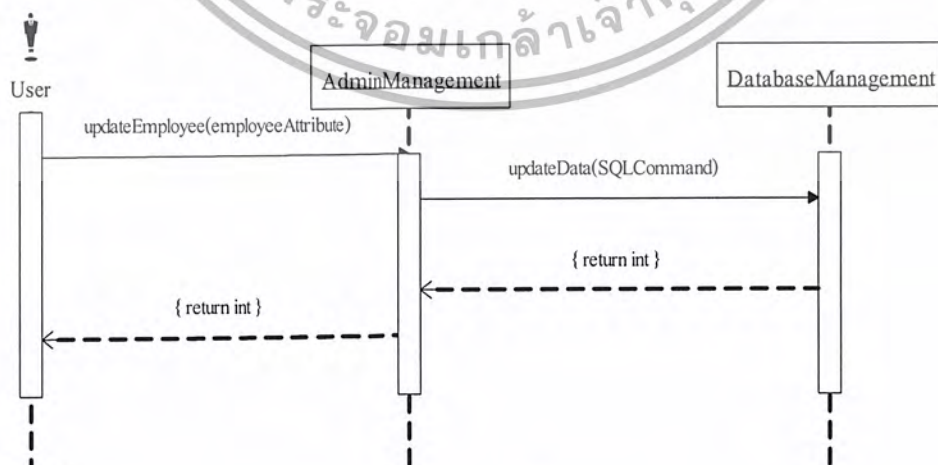 ระจอมเกล้าเจ้า
User
AdminManagement
DatabaseManagement
updateEmployee(employeeAttribute)
updateData(SQLCommand)
{ return int }
{ return int }